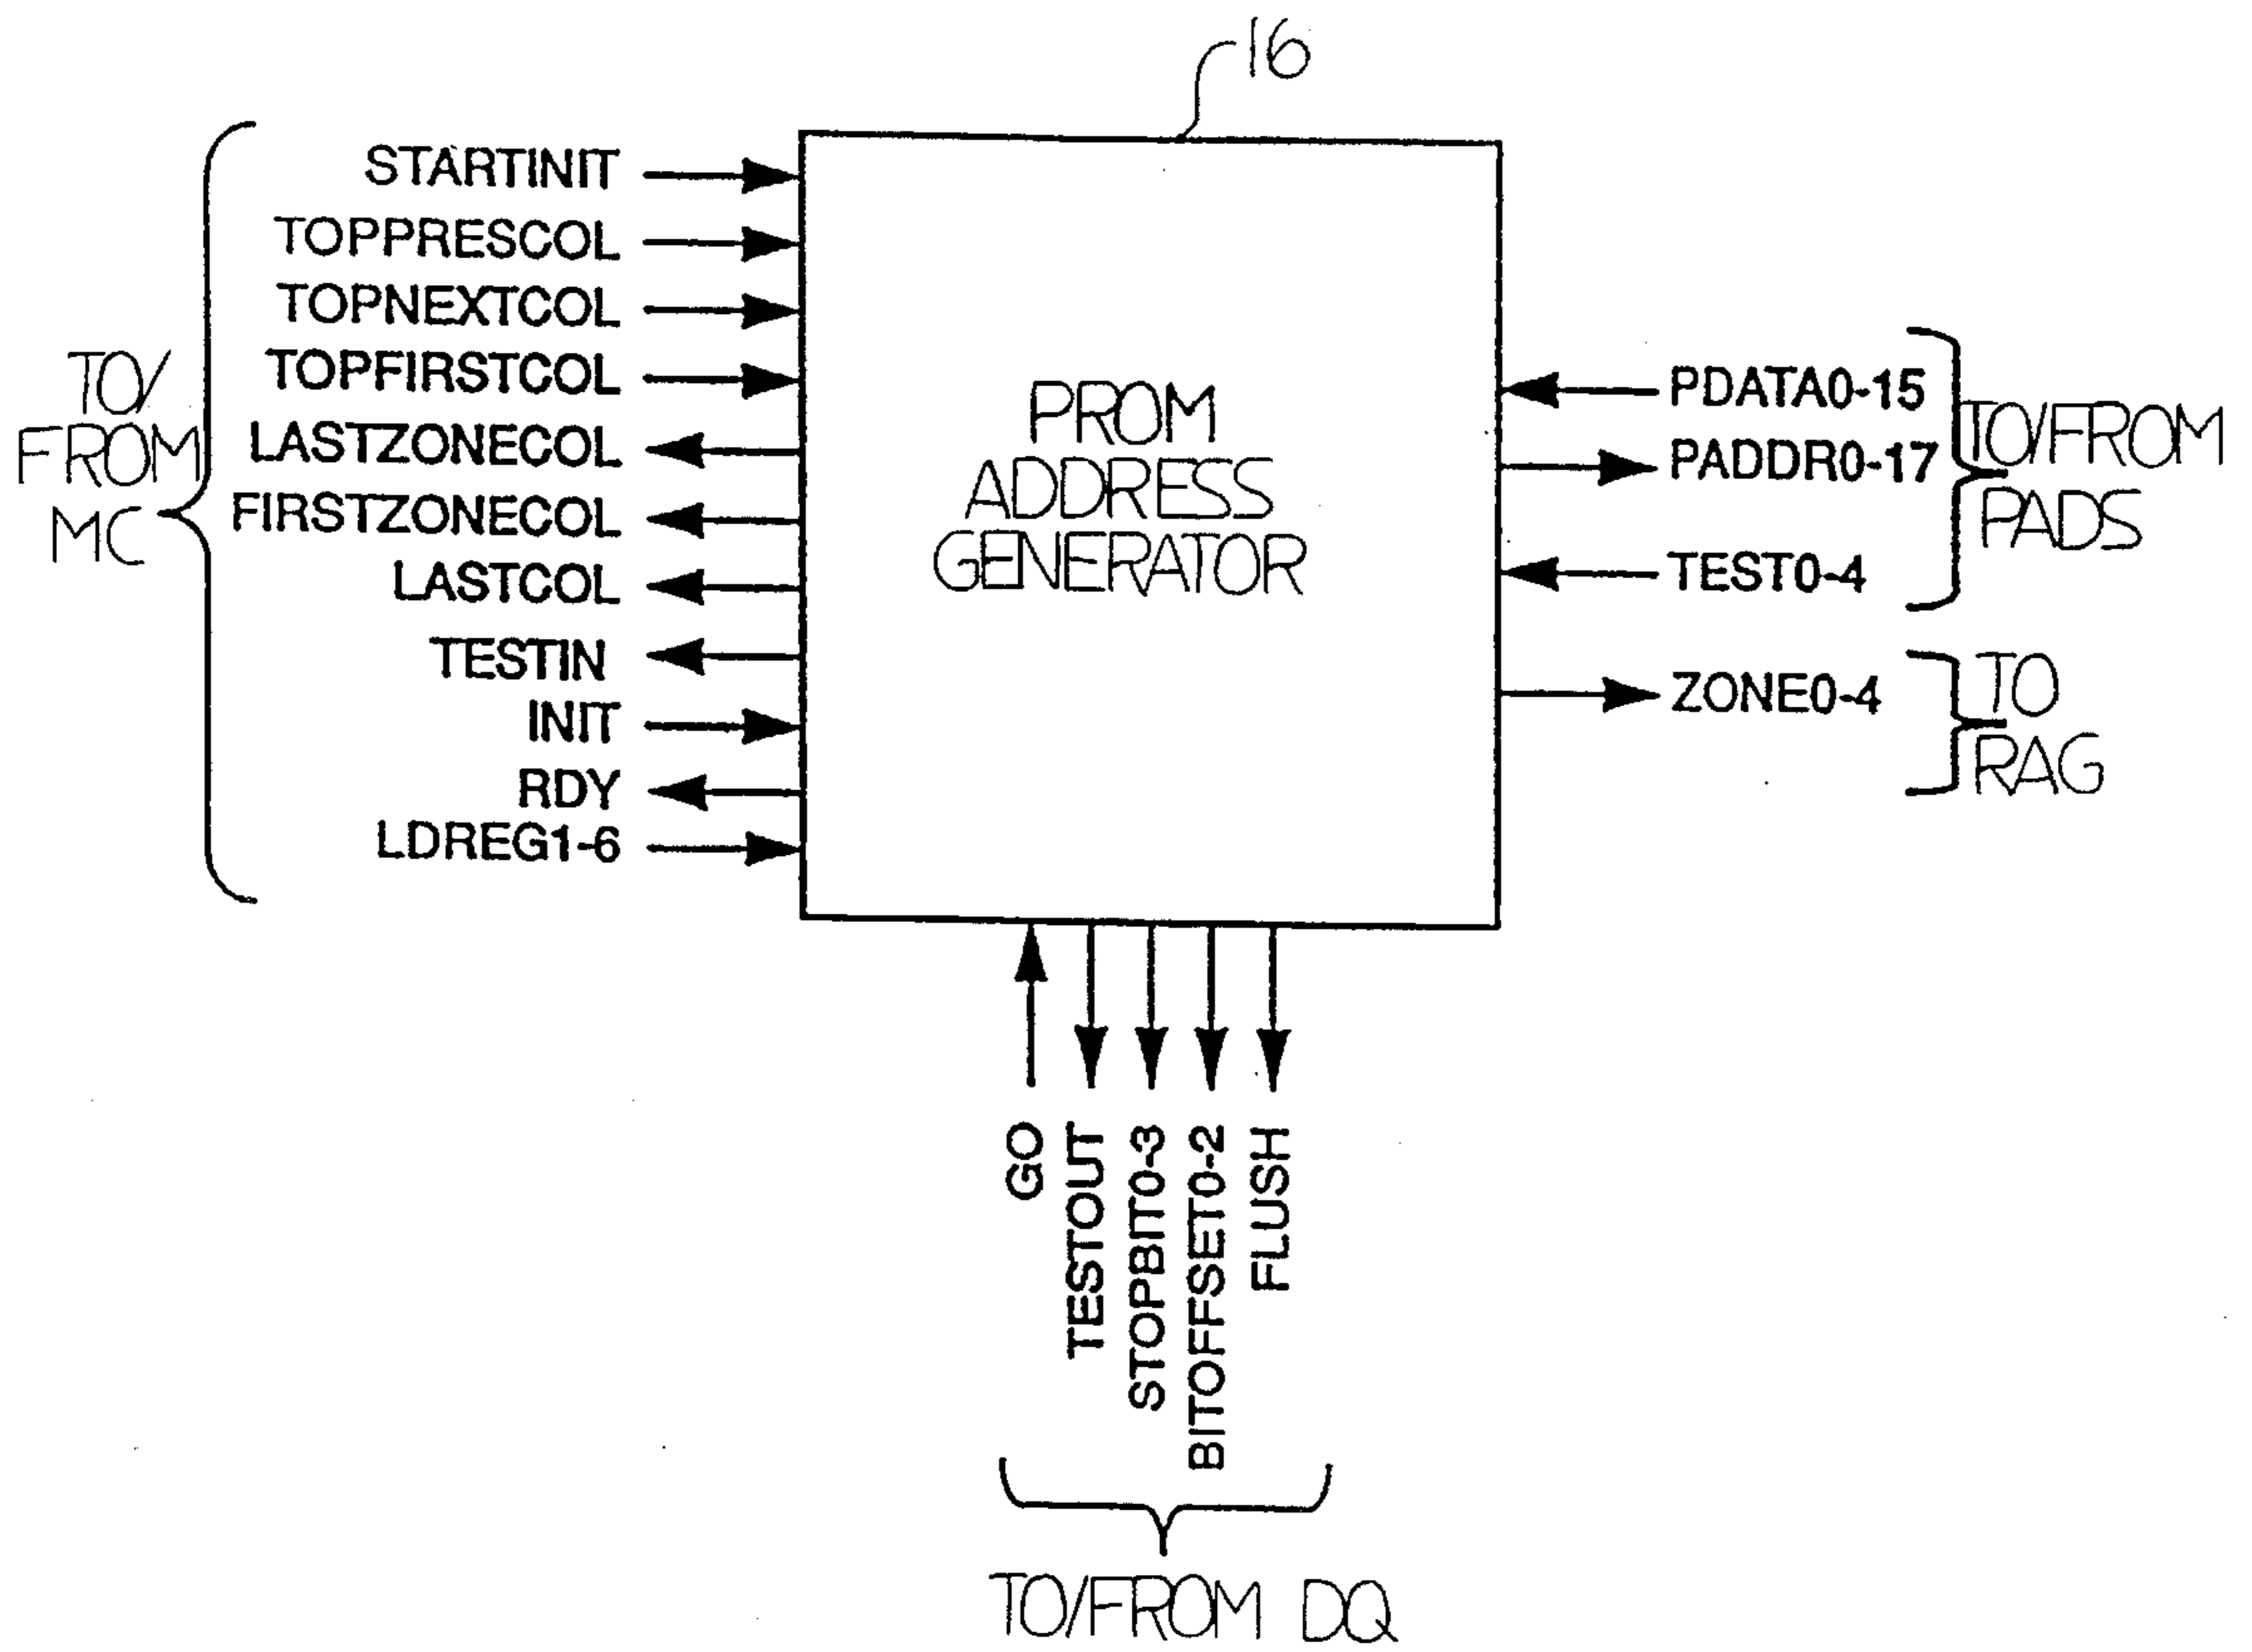 16
TO/
FROM
MC
STARTINIT
TOPPRESCOL
TOPNEXTCOL
TOPFIRSTCOL
LASTZONECOL
FIRSTZONECOL
LASTCOL
TESTIN
INIT
RDY
LDREG1-6
PROM
ADDRESS
GENERATOR
PDATA0-15
PADDR0-17
TEST0-4
TO/FROM
PADS
ZONE0-4
TO
RAG
GO
TESTOUT
STOPBIT0-3
BITOFFSET0-2
FLUSH
TO/FROM DQ